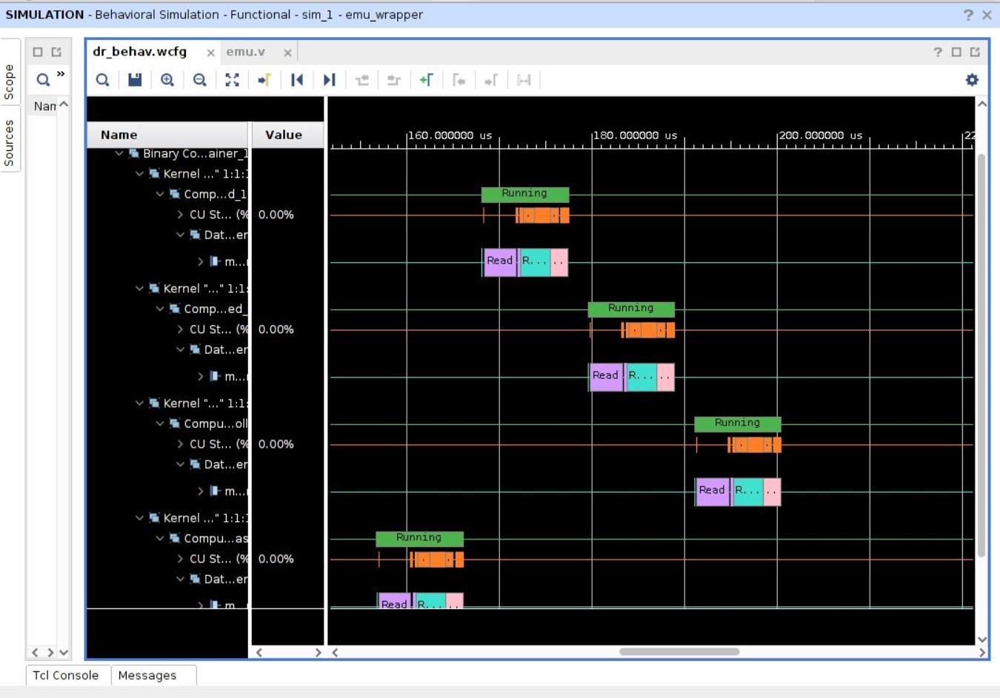 SIMULATION - Behavioral Simulation - Functional - sim_1 - emu_wrapper
Scope
Sources
Nam
dr_behav.wcfg
emu.v
Name
Value
160.000000 us
180.000000 us
200.000000 us
22
Binary Co...ainer_1
Kernel ..." 1:1:1
Comp...d_1
Running
CU St... (%
0.00%
Dat...er
Read
R...
..
m...
Kernel "..." 1:1:
Comp...ed_
Running
CU St... (%
0.00%
Dat...er
Read
R...
..
m...
Kernel "..." 1:1:
Compu...oll
Running
CU St... (%
0.00%
Dat...er
Read
R...
..
m...
Kernel ..." 1:1:1
Compu...as
Running
CU St... (%
0.00%
Dat...er
Read
R...
..
Tcl Console
Messages